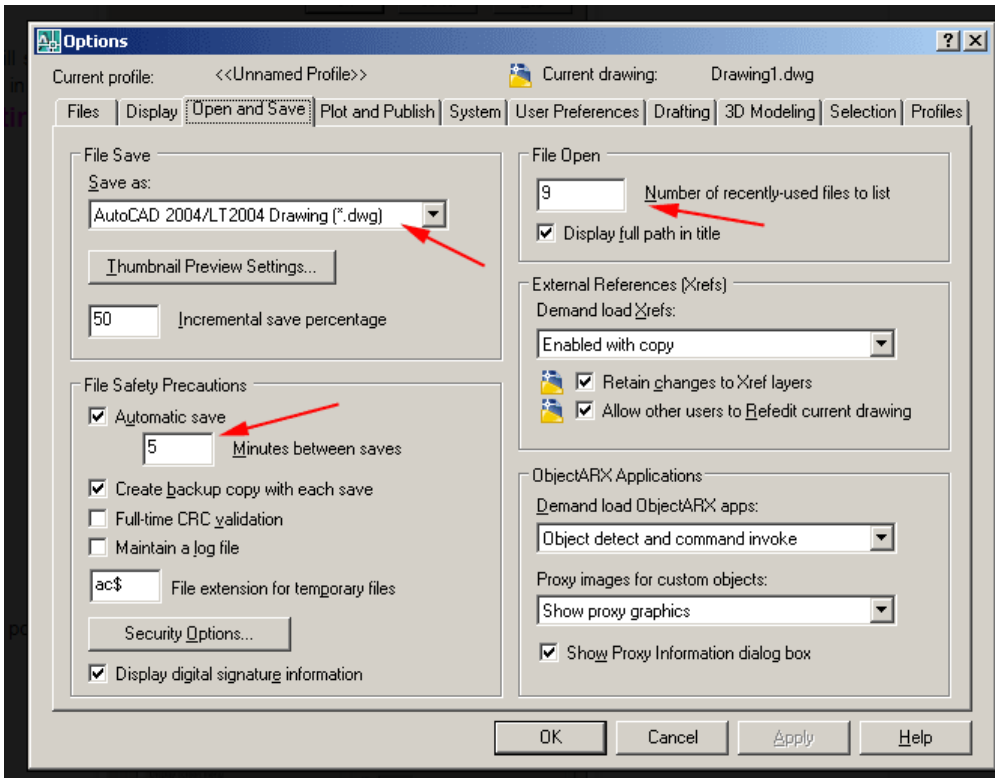 Options
Current profile: <<Unnamed Profile>> Current drawing: Drawing1.dwg
Files Display Open and Save Plot and Publish System User Preferences Drafting 3D Modeling Selection Profiles
File Save
Save as:
AutoCAD 2004/LT2004 Drawing (*.dwg)
Thumbnail Preview Settings...
50 Incremental save percentage
File Safety Precautions
Automatic save
5 Minutes between saves
Create backup copy with each save
Full-time CRC validation
Maintain a log file
ac$ File extension for temporary files
Security Options...
Display digital signature information
File Open
9 Number of recently-used files to list
Display full path in title
External References (Xrefs)
Demand load Xrefs:
Enabled with copy
Retain changes to Xref layers
Allow other users to Refedit current drawing
ObjectARX Applications
Demand load ObjectARX apps:
Object detect and command invoke
Proxy images for custom objects:
Show proxy graphics
Show Proxy Information dialog box
OK Cancel Apply Help